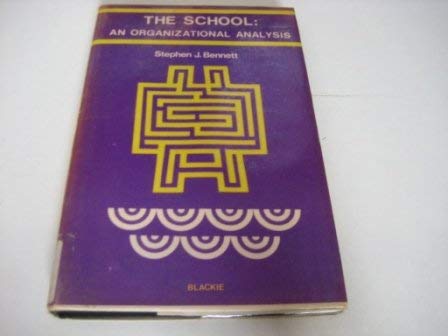 THE SCHOOL:
AN ORGANIZATIONAL ANALYSIS
Stephen J. Bennett
BLACKIE